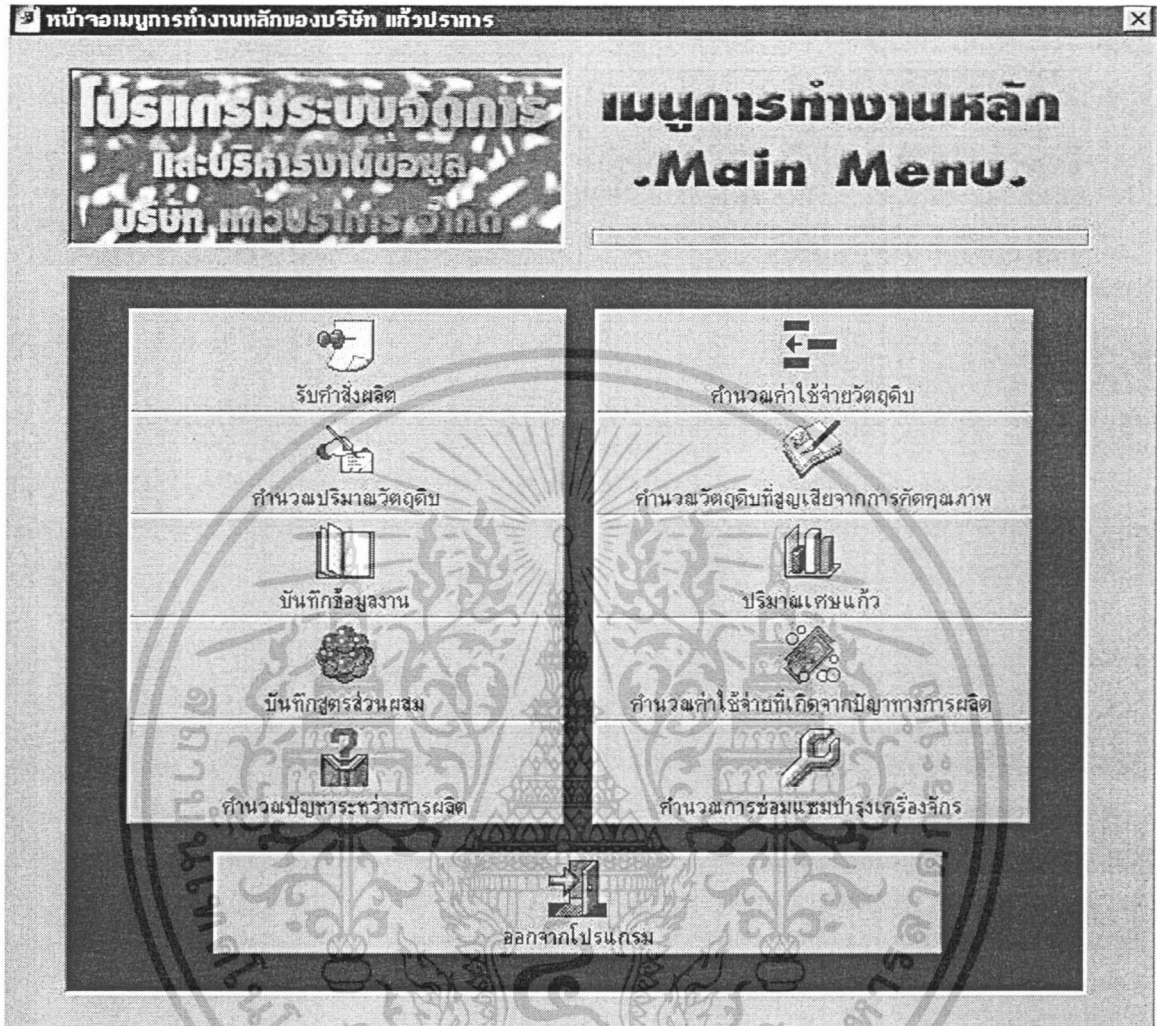 หน้าจอเมนูการทำงานหลักของบริษัท แก้วปราการ
โปรแกรมระบบจัดการ
และบริหารงานข้อมูล
บริษัท แก้วปราการ จำกัด
เมนูการทำงานหลัก
.Main Menu.
รับคำสั่งผลิต
คำนวณค่าใช้จ่ายวัตถุดิบ
คำนวณปริมาณวัตถุดิบ
คำนวณวัตถุดิบที่สูญเสียจากการคัดคุณภาพ
บันทึกข้อมูลงาน
ปริมาณเศษแก้ว
บันทึกสูตรส่วนผสม
คำนวณค่าใช้จ่ายที่เกิดจากปัญาทางการผลิต
คำนวณปัญหาระหว่างการผลิต
คำนวณการซ่อมแซมบำรุงเครื่องจักร
ออกจากโปรแกรม